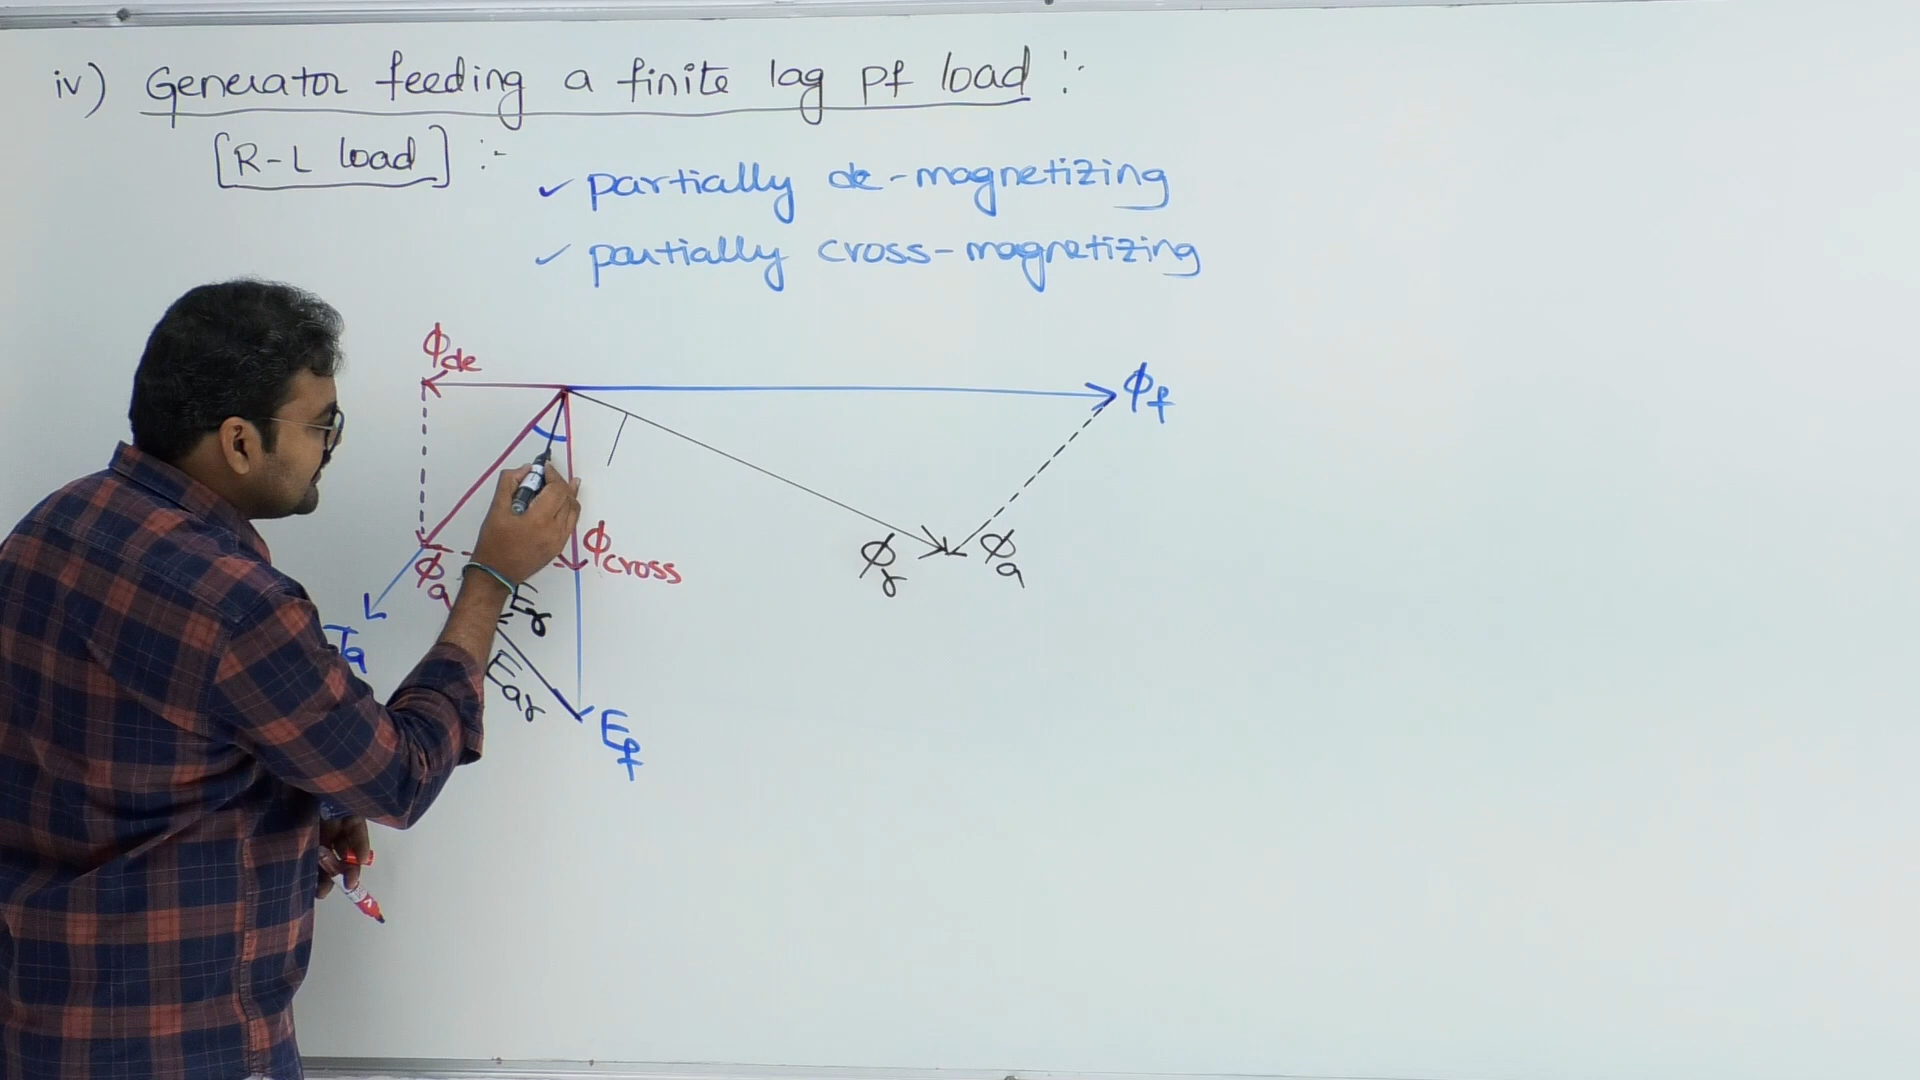 iv) Generator feeding a finite lag pf load :-
[R-L load] :-
✓ partially de-magnetizing
✓ partially cross-magnetizing
ϕde
ϕf
ϕcross
ϕa
ϕr
ϕa
Er
Ia
Ear
Ef